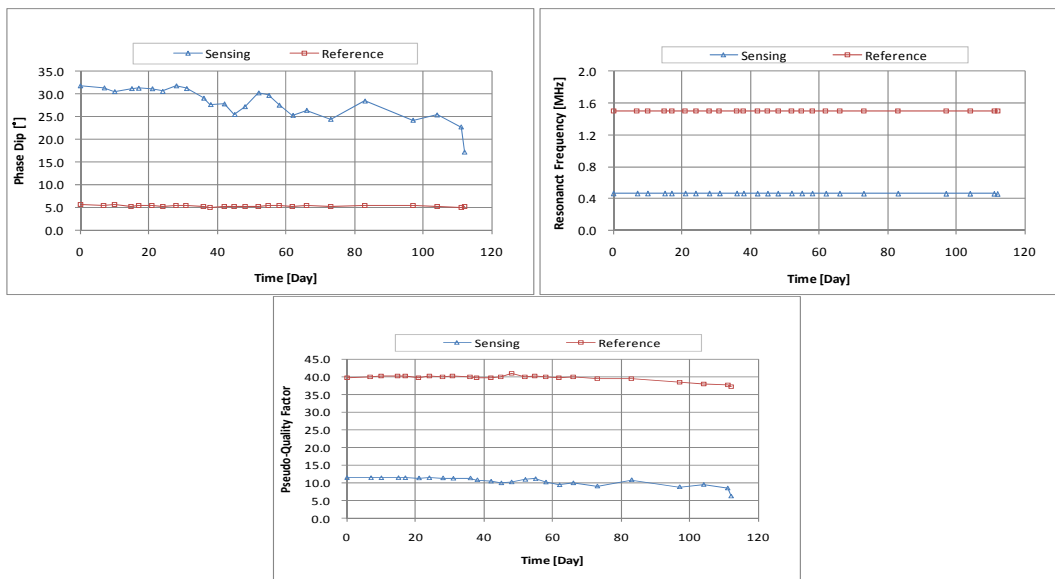 Sensing Reference
35.0
30.0
25.0
20.0
15.0
10.0
5.0
0.0
Phase Dip [°]
0 20 40 60 80 100 120
Time [Day]
Sensing Reference
2.0
1.6
1.2
0.8
0.4
0.0
Resonanct Frequency [MHz]
0 20 40 60 80 100 120
Time [Day]
Sensing Reference
45.0
40.0
35.0
30.0
25.0
20.0
15.0
10.0
5.0
0.0
Pseudo-Quality Factor
0 20 40 60 80 100 120
Time [Day]